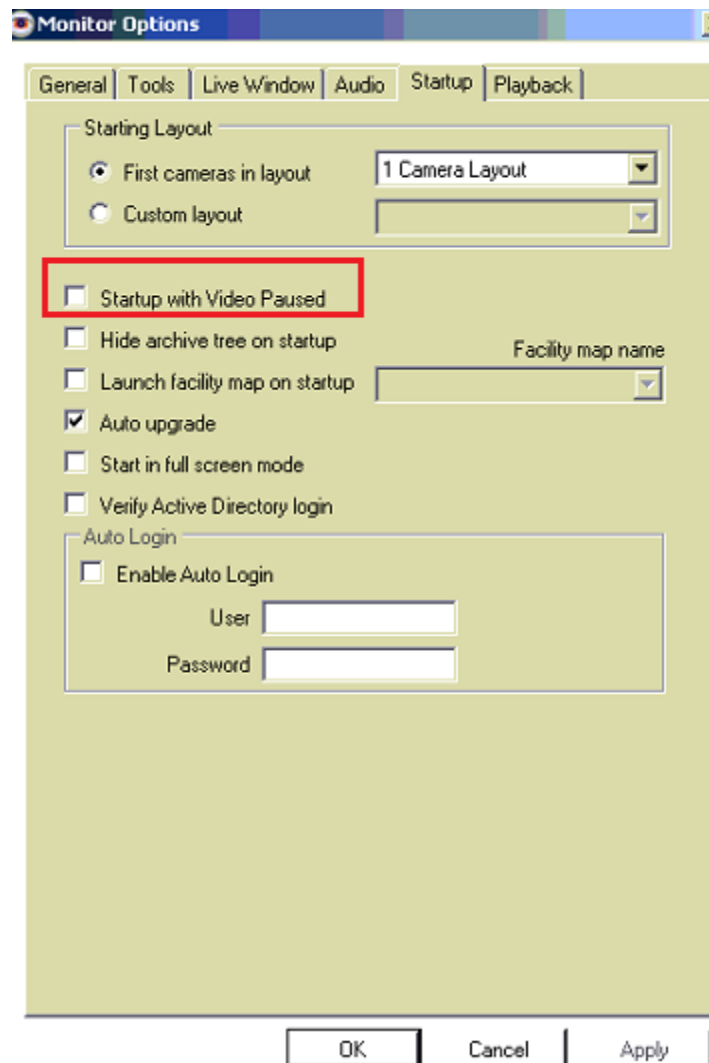 Monitor Options
General Tools Live Window Audio Startup Playback
Starting Layout
First cameras in layout 1 Camera Layout
Custom layout
Startup with Video Paused
Hide archive tree on startup
Facility map name
Launch facility map on startup
Auto upgrade
Start in full screen mode
Verify Active Directory login
Auto Login
Enable Auto Login
User
Password
OK Cancel Apply